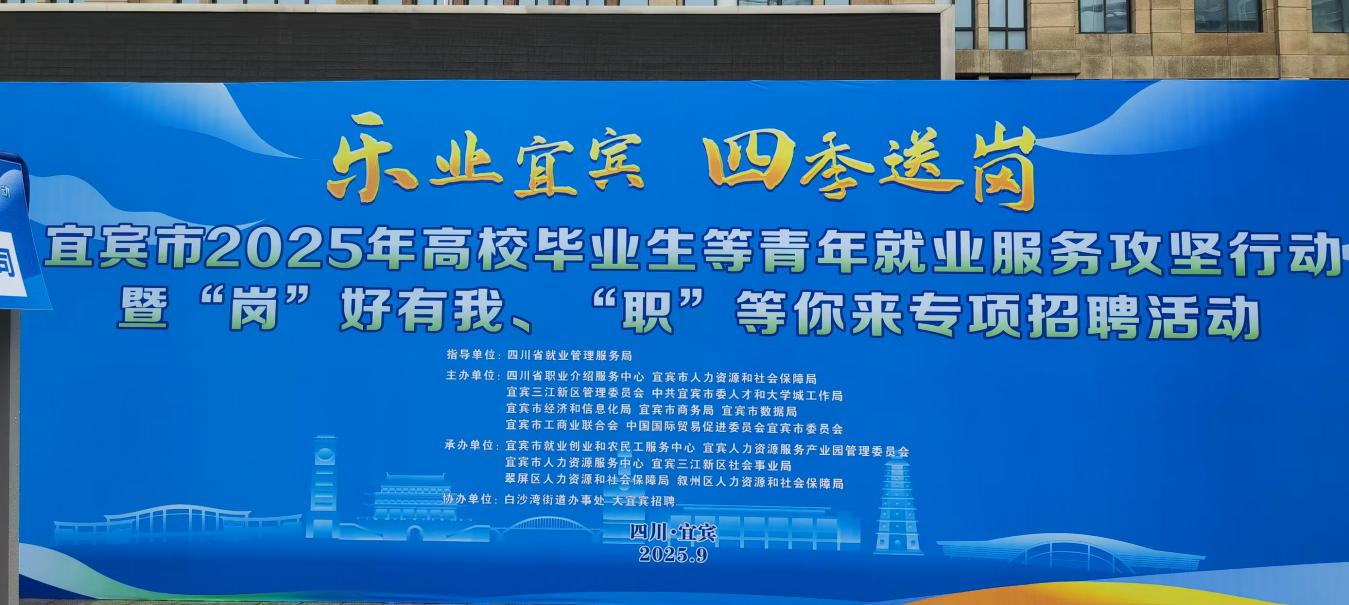 乐业宜宾 四季送岗
宜宾市2025年高校毕业生等青年就业服务攻坚行动
暨“岗”好有我、“职”等你来专项招聘活动
指导单位：四川省就业管理服务局
主办单位：四川省职业介绍服务中心 宜宾市人力资源和社会保障局
宜宾三江新区管理委员会 中共宜宾市委人才和大学城工作局
宜宾市经济和信息化局 宜宾市商务局 宜宾市数据局
宜宾市工商业联合会 中国国际贸易促进委员会宜宾市委员会
承办单位：宜宾市就业创业和农民工服务中心 宜宾人力资源服务产业园管理委员会
宜宾市人力资源服务中心 宜宾三江新区社会事业局
翠屏区人力资源和社会保障局 叙州区人力资源和社会保障局
协办单位：白沙湾街道办事处 大宜宾招聘
四川·宜宾
2025.9
动